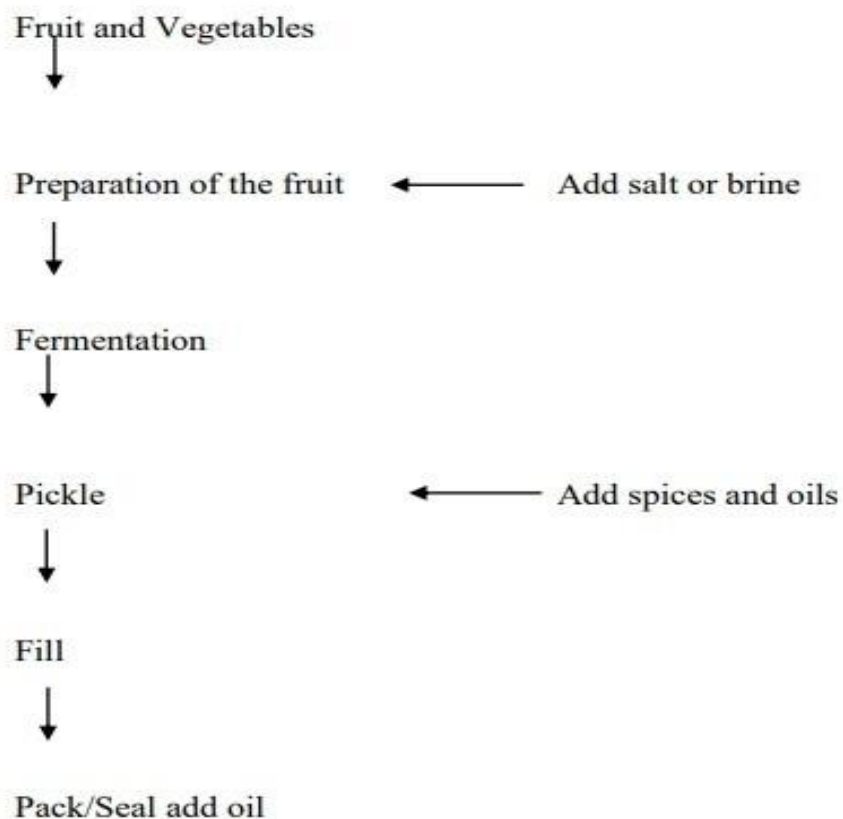 Fruit and Vegetables
Preparation of the fruit Add salt or brine
Fermentation
Pickle Add spices and oils
Fill
Pack/Seal add oil